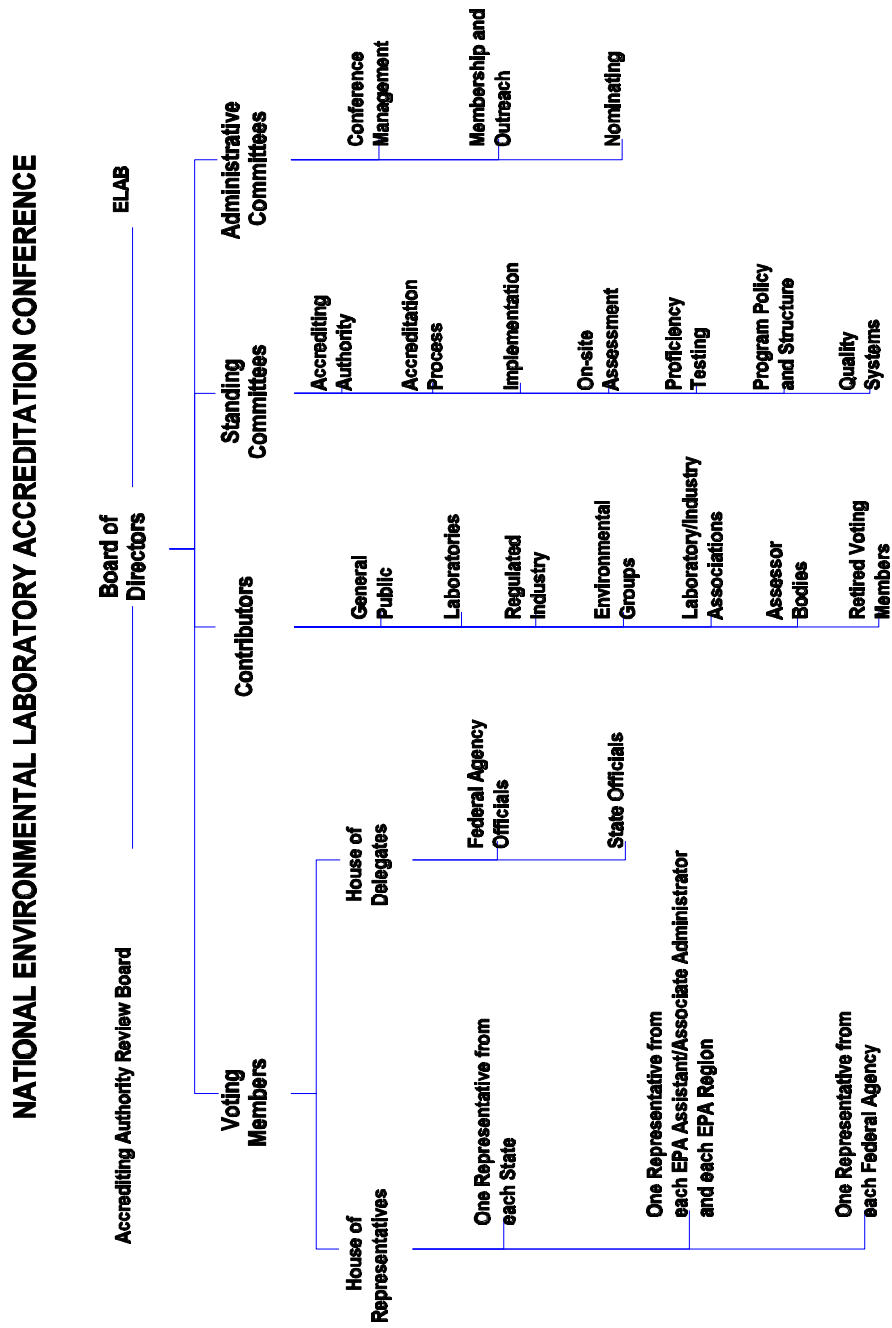 NATIONAL ENVIRONMENTAL LABORATORY ACCREDITATION CONFERENCE
Accrediting Authority Review Board
Board of
Directors
ELAB
Voting
Members
House of
Representatives
One Representative from
each State
One Representative from
each EPA Assistant/Associate Administrator
and each EPA Region
One Representative from
each Federal Agency
House of
Delegates
Federal Agency
Officials
State Officials
Contributors
General
Public
Laboratories
Regulated
Industry
Environmental
Groups
Laboratory/Industry
Associations
Assessor
Bodies
Retired Voting
Members
Standing
Committees
Accrediting
Authority
Accreditation
Process
Implementation
On-site
Assessment
Proficiency
Testing
Program Policy
and Structure
Quality
Systems
Administrative
Committees
Conference
Management
Membership and
Outreach
Nominating